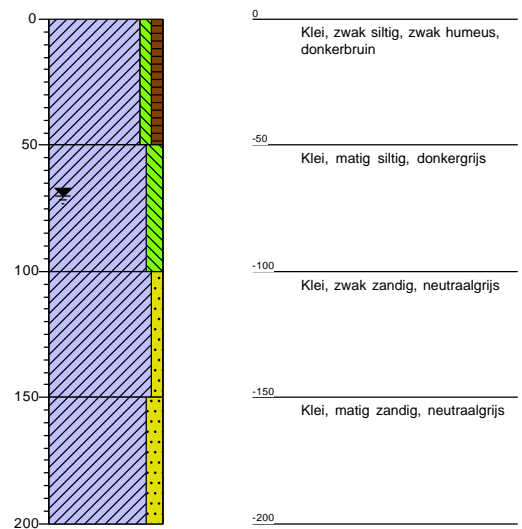 0
0
Klei, zwak siltig, zwak humeus,
donkerbruin
50
-50
Klei, matig siltig, donkergrijs
100
-100
Klei, zwak zandig, neutraalgrijs
150
-150
Klei, matig zandig, neutraalgrijs
200
-200